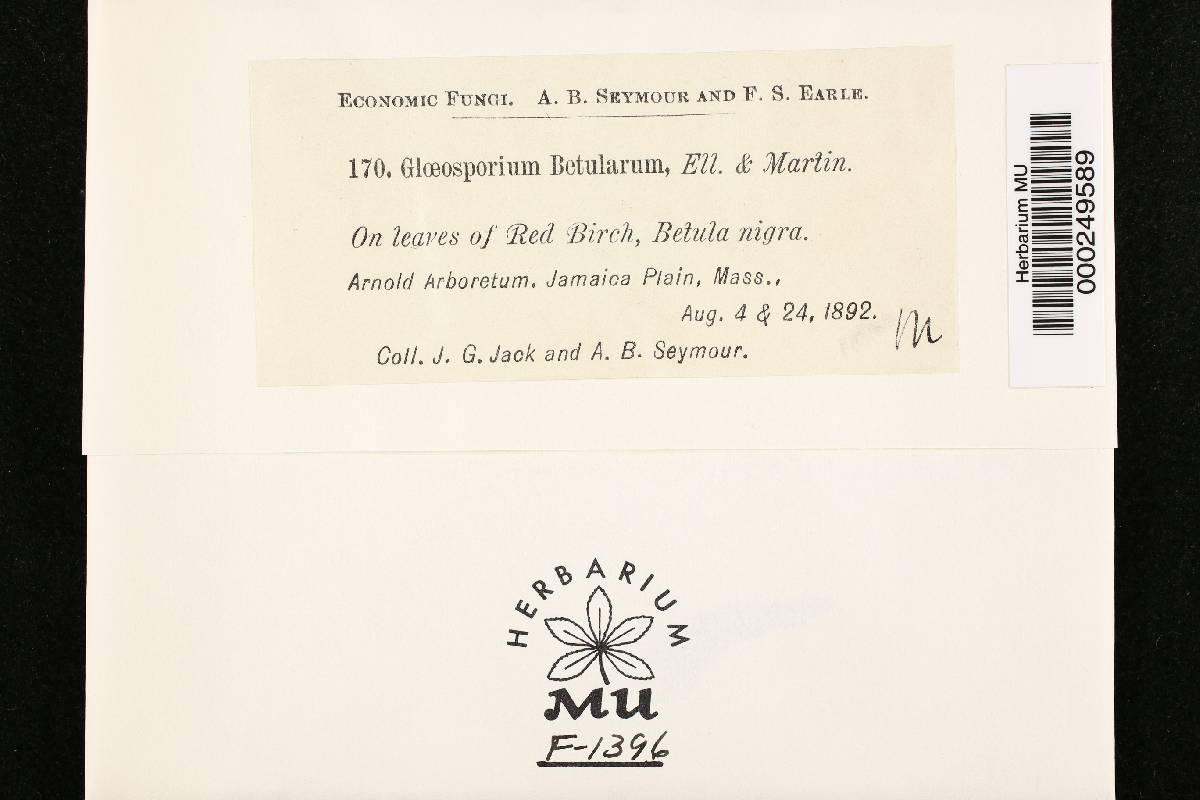 ECONOMIC FUNGI. A. B. SEYMOUR AND F. S. EARLE.
170. Glœosporium Betularum, Ell. & Martin.
On leaves of Red Birch, Betula nigra.
Arnold Arboretum, Jamaica Plain, Mass.,
Aug. 4 & 24, 1892.
Coll. J. G. Jack and A. B. Seymour.
M
Herbarium MU
000249589
HERBARIUM
MU
F-1396